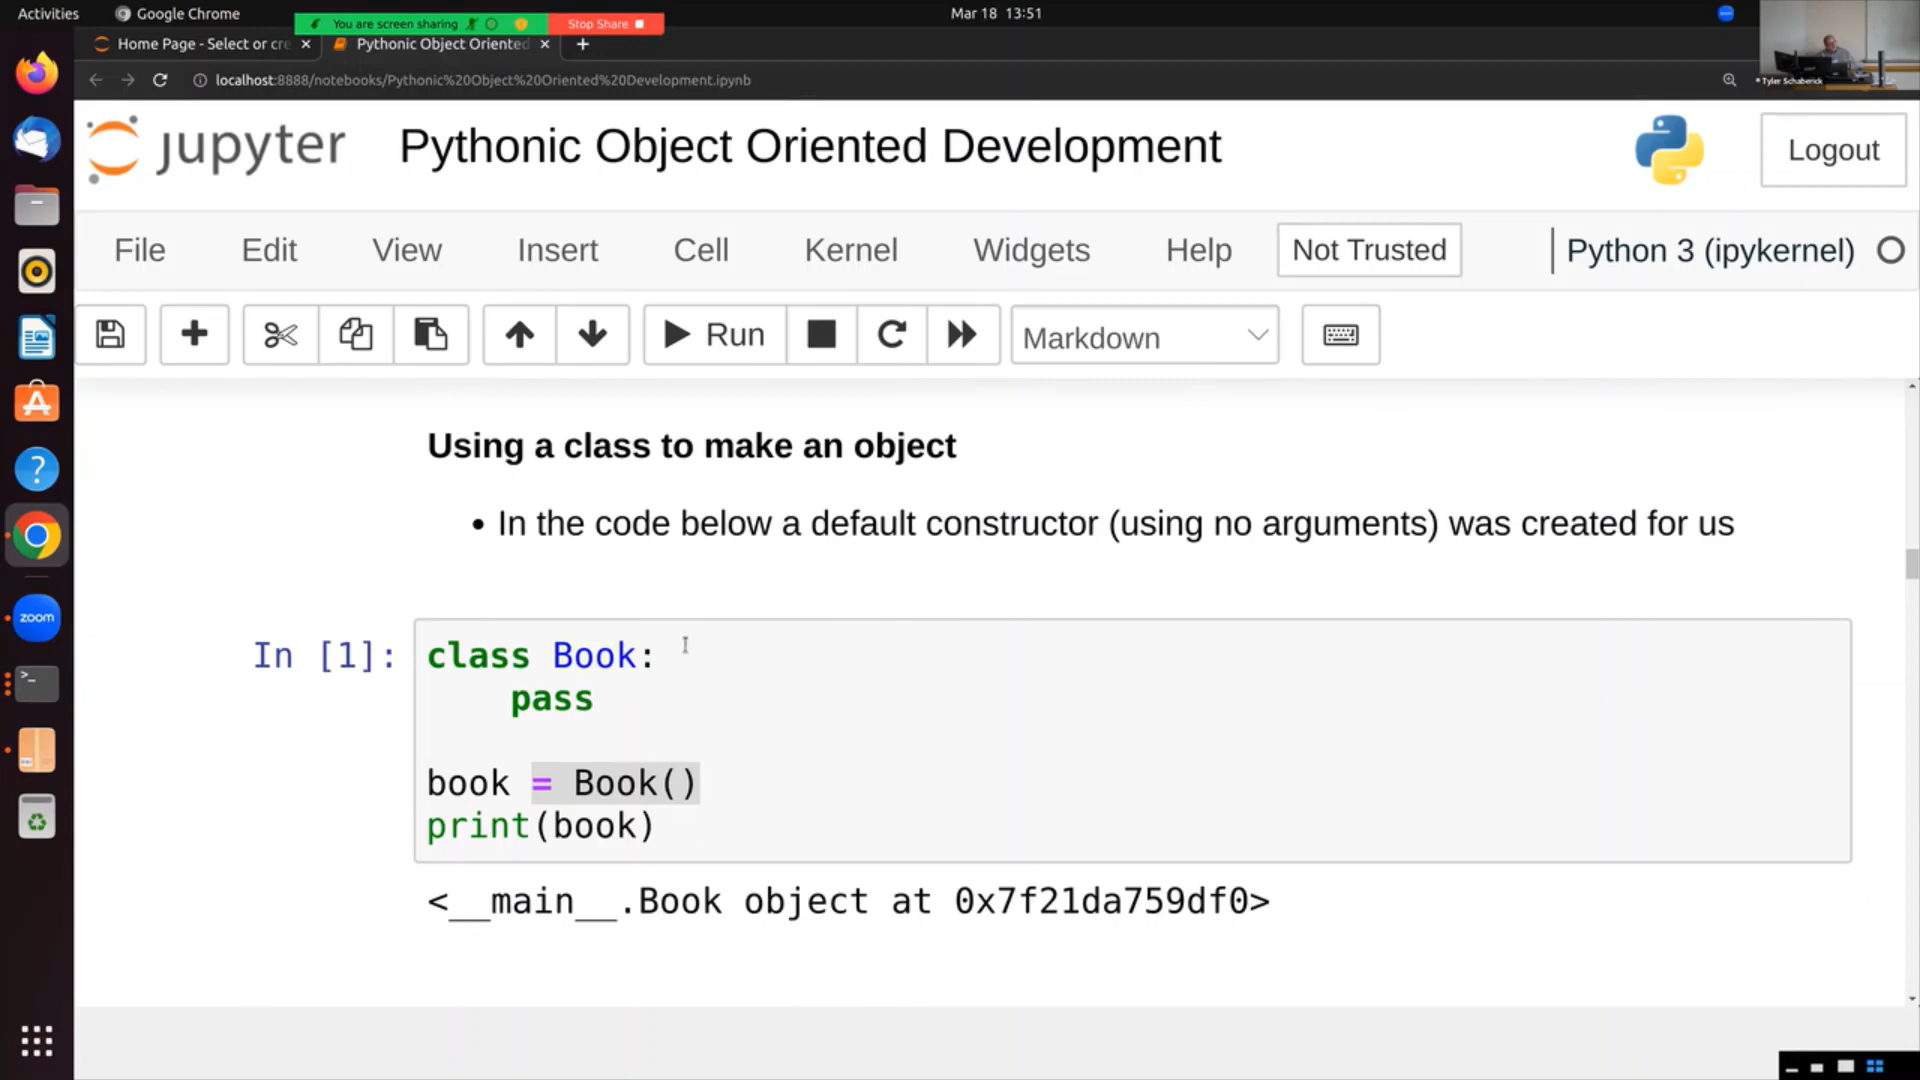 Activities
Google Chrome
You are screen sharing
Stop Share
Mar 18 13:51
Home Page - Select or cre
Pythonic Object Oriented
localhost:8888/notebooks/Pythonic%20Object%20Oriented%20Development.ipynb
Tyler Schaberick
jupyter
Pythonic Object Oriented Development
Logout
File Edit View Insert Cell Kernel Widgets Help
Not Trusted
Python 3 (ipykernel)
Run
Markdown
Using a class to make an object
• In the code below a default constructor (using no arguments) was created for us
In [1]:
class Book:
    pass
book = Book()
print(book)
<__main__.Book object at 0x7f21da759df0>
zoom